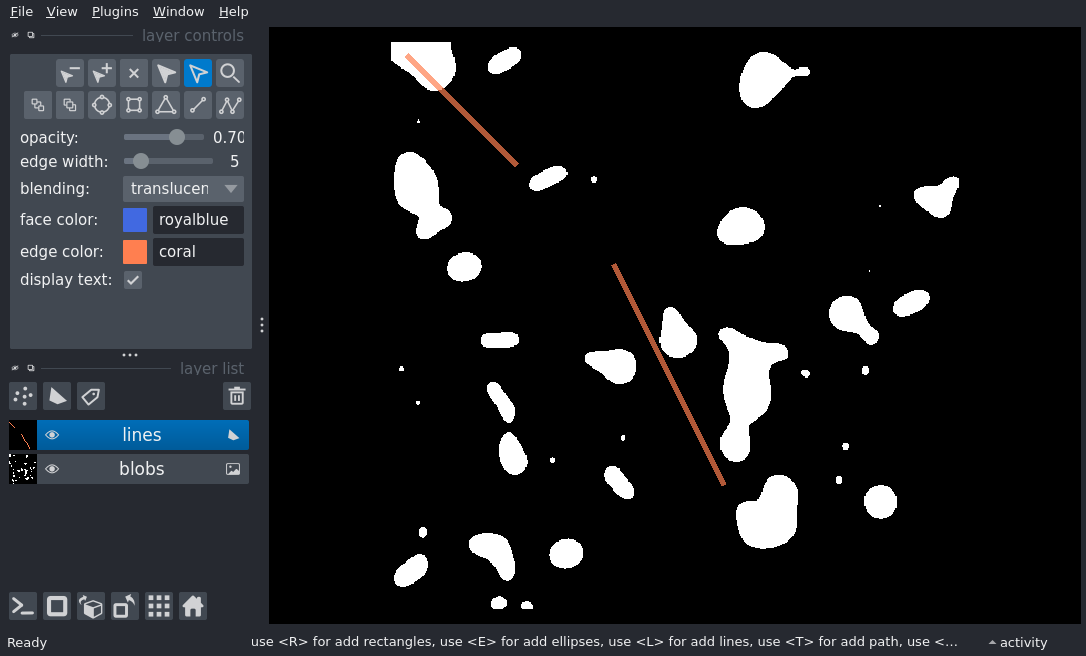 File View Plugins Window Help
layer controls
opacity: 0.70
edge width: 5
blending: translucen
face color: royalblue
edge color: coral
display text:
layer list
lines
blobs
Ready use <R> for add rectangles, use <E> for add ellipses, use <L> for add lines, use <T> for add path, use <... activity